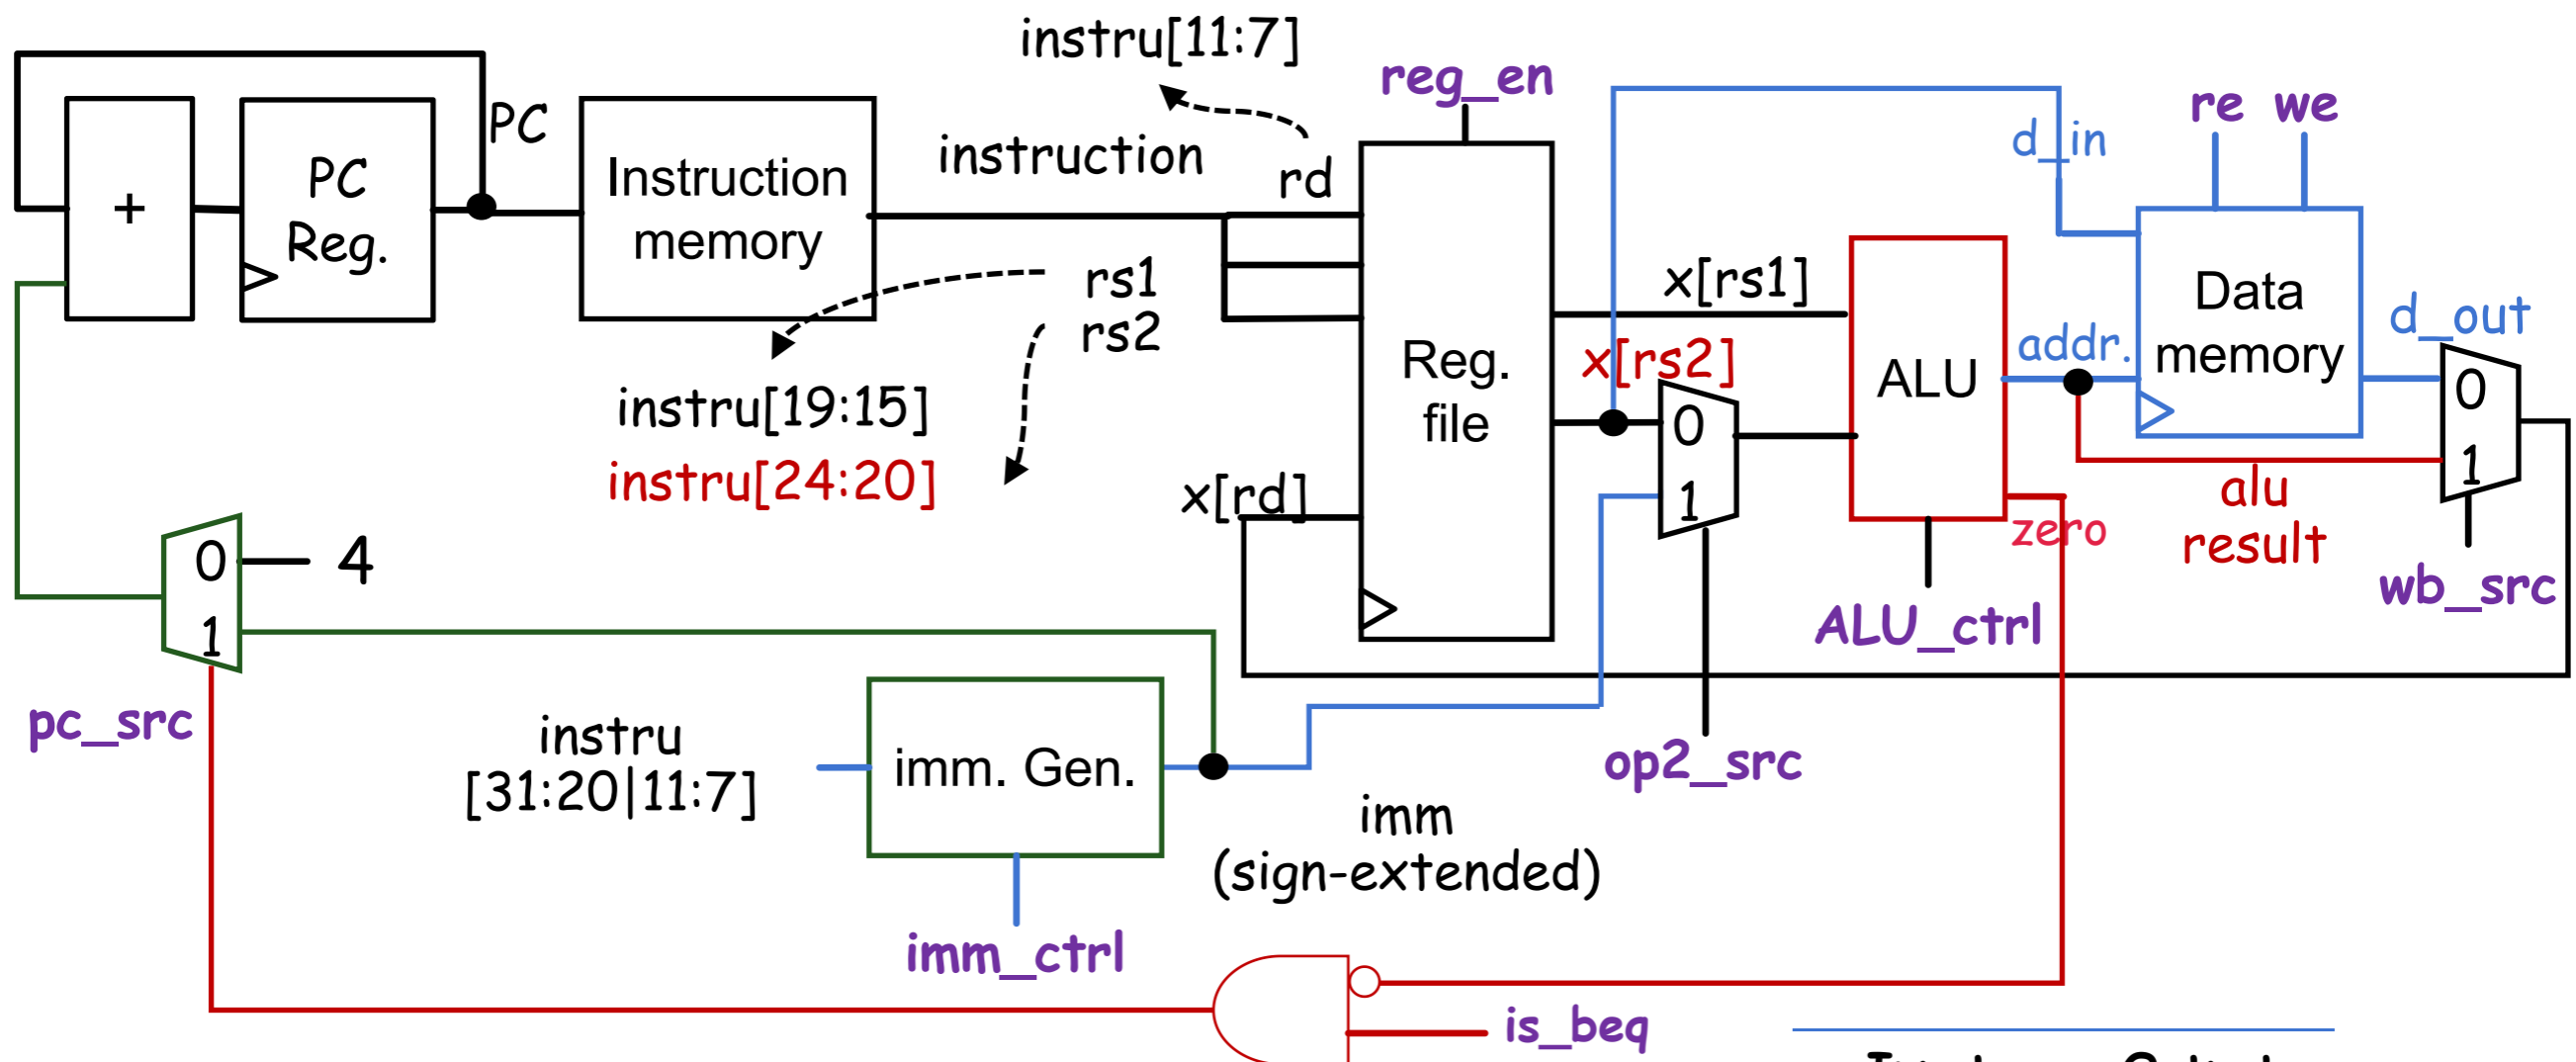 instru[11:7]
reg_en
re we
PC
d_in
instruction
rd
+
PC
Reg.
Instruction
memory
rs1
rs2
x[rs1]
Data
memory
d_out
addr.
Reg.
file
x[rs2]
ALU
0
1
instru[19:15]
instru[24:20]
x[rd]
0
1
zero
alu
result
wb_src
0
1
4
ALU_ctrl
pc_src
instru
[31:20|11:7]
imm. Gen.
op2_src
imm
(sign-extended)
imm_ctrl
is_beq